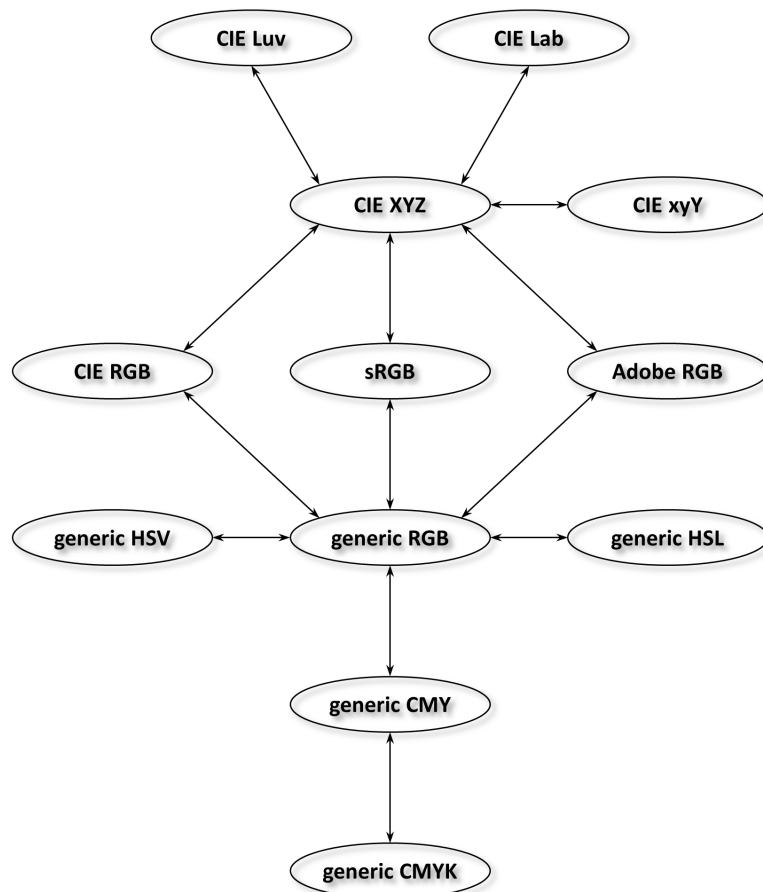 CIE Luv
CIE Lab
CIE XYZ
CIE xyY
CIE RGB
sRGB
Adobe RGB
generic HSV
generic RGB
generic HSL
generic CMY
generic CMYK